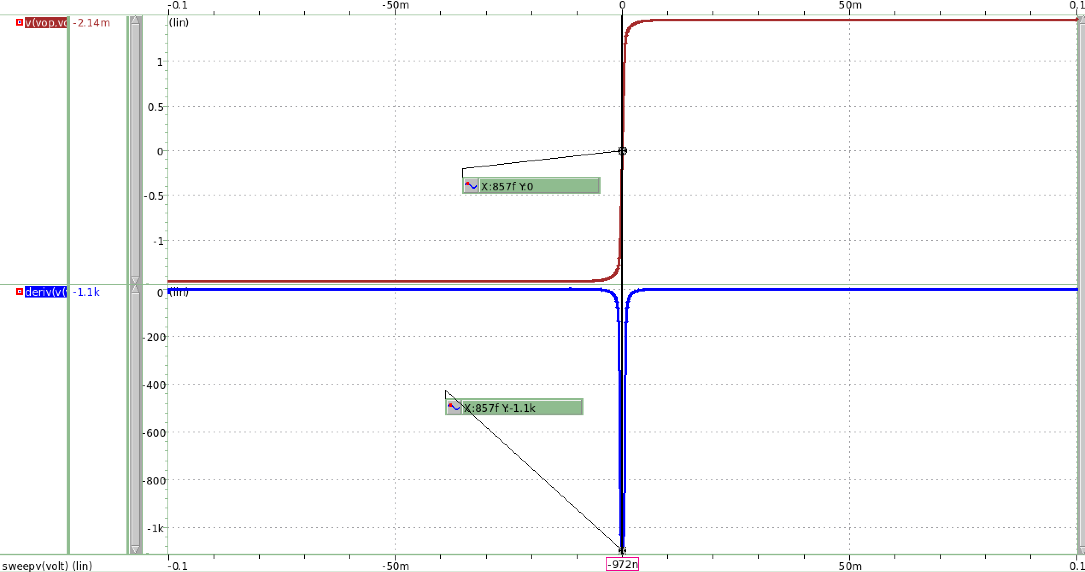 -0.1 -50m 0 50m 0.1
v(vop,vo -2.14m (lin)
1
0.5
0
X:857f Y:0
-0.5
-1
deriv(v( -1.1k 0 (lin)
-200
-400
X:857f Y:-1.1k
-600
-800
-1k
sweepv(volt) (lin) -0.1 -50m -972n 50m 0.1